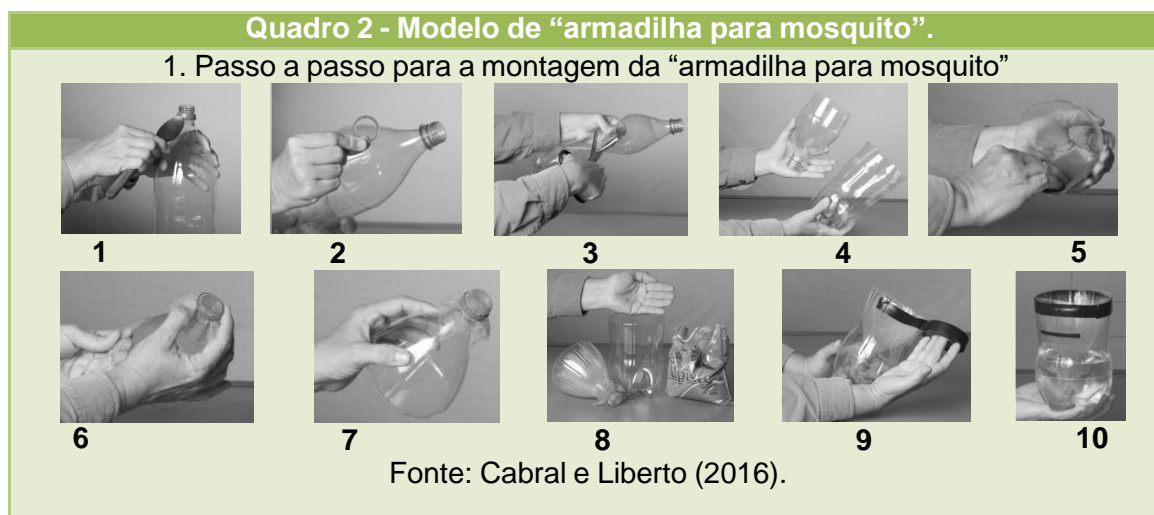 Quadro 2 - Modelo de “armadilha para mosquito”.
1. Passo a passo para a montagem da “armadilha para mosquito”
1 2 3 4 5
6 7 8 9 10
Fonte: Cabral e Liberto (2016).